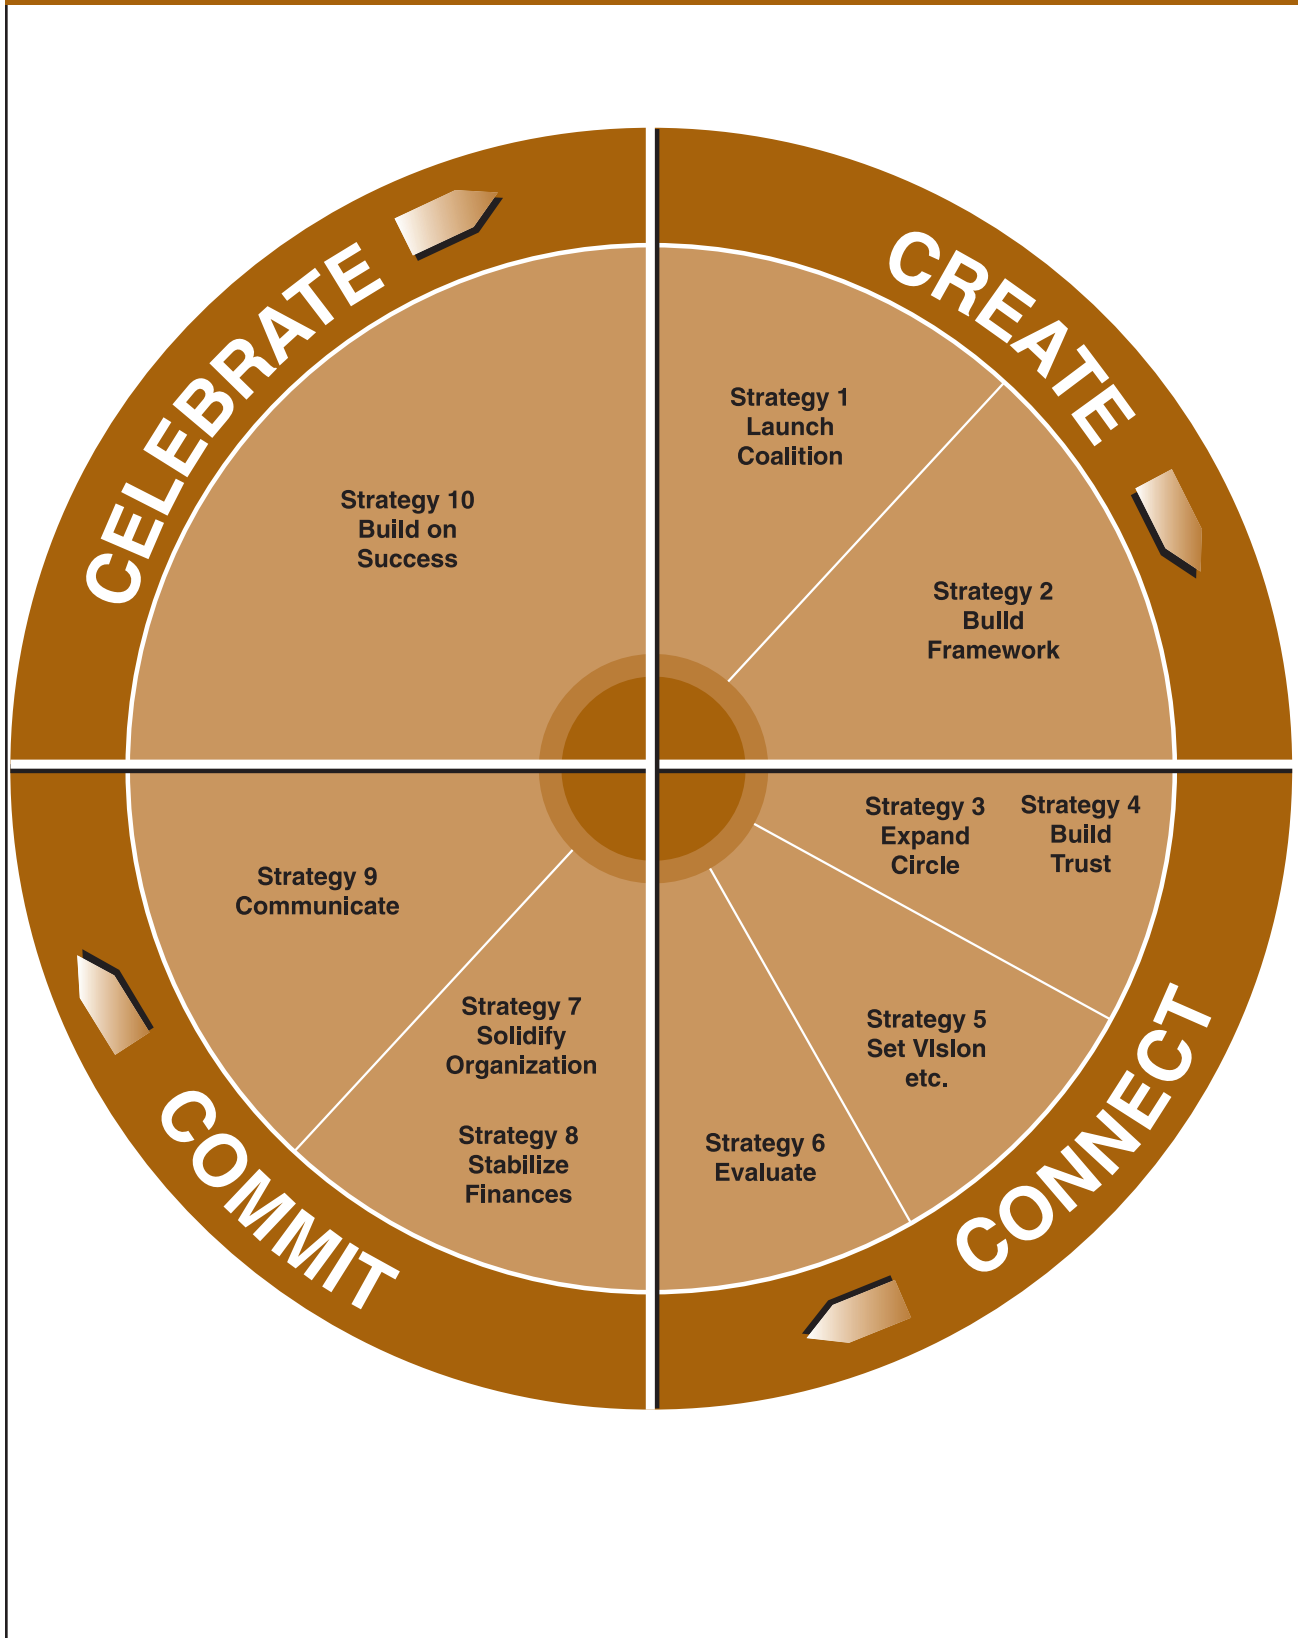 CREATE
Strategy 1
Launch
Coalition
Strategy 2
BuIld
Framework
CONNECT
Strategy 3
Expand
Circle
Strategy 4
Build
Trust
Strategy 5
Set VIsIon
etc.
Strategy 6
Evaluate
COMMIT
Strategy 7
Solidify
Organization
Strategy 8
Stabilize
Finances
Strategy 9
Communicate
CELEBRATE
Strategy 10
Build on
Success